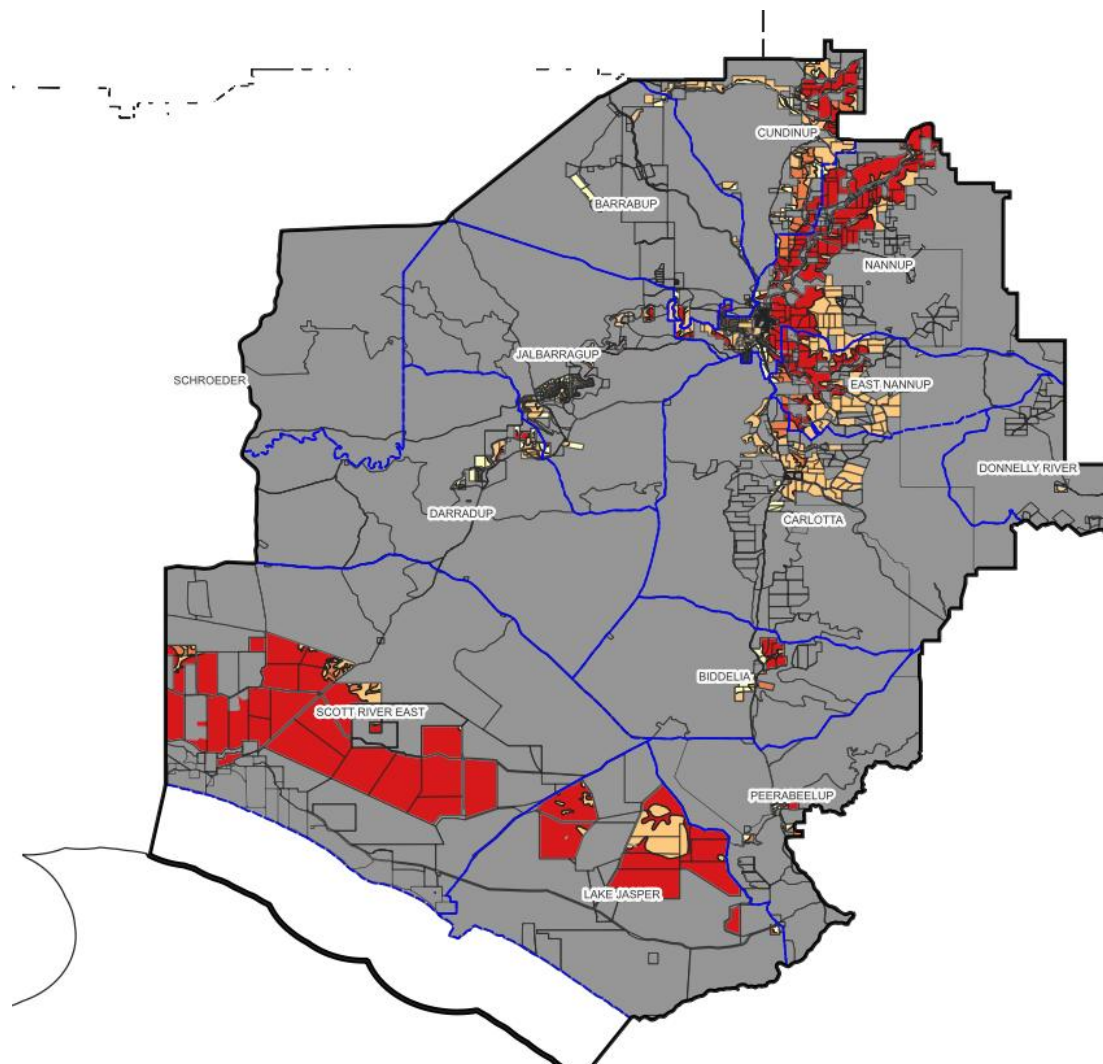 CUNDINUP
BARRABUP
NANNUP
JALBARRAGUP
SCHROEDER
EAST NANNUP
DONNELLY RIVER
DARRADUP
CARLOTTA
BIDDELIA
SCOTT RIVER EAST
PEERABEELUP
LAKE JASPER